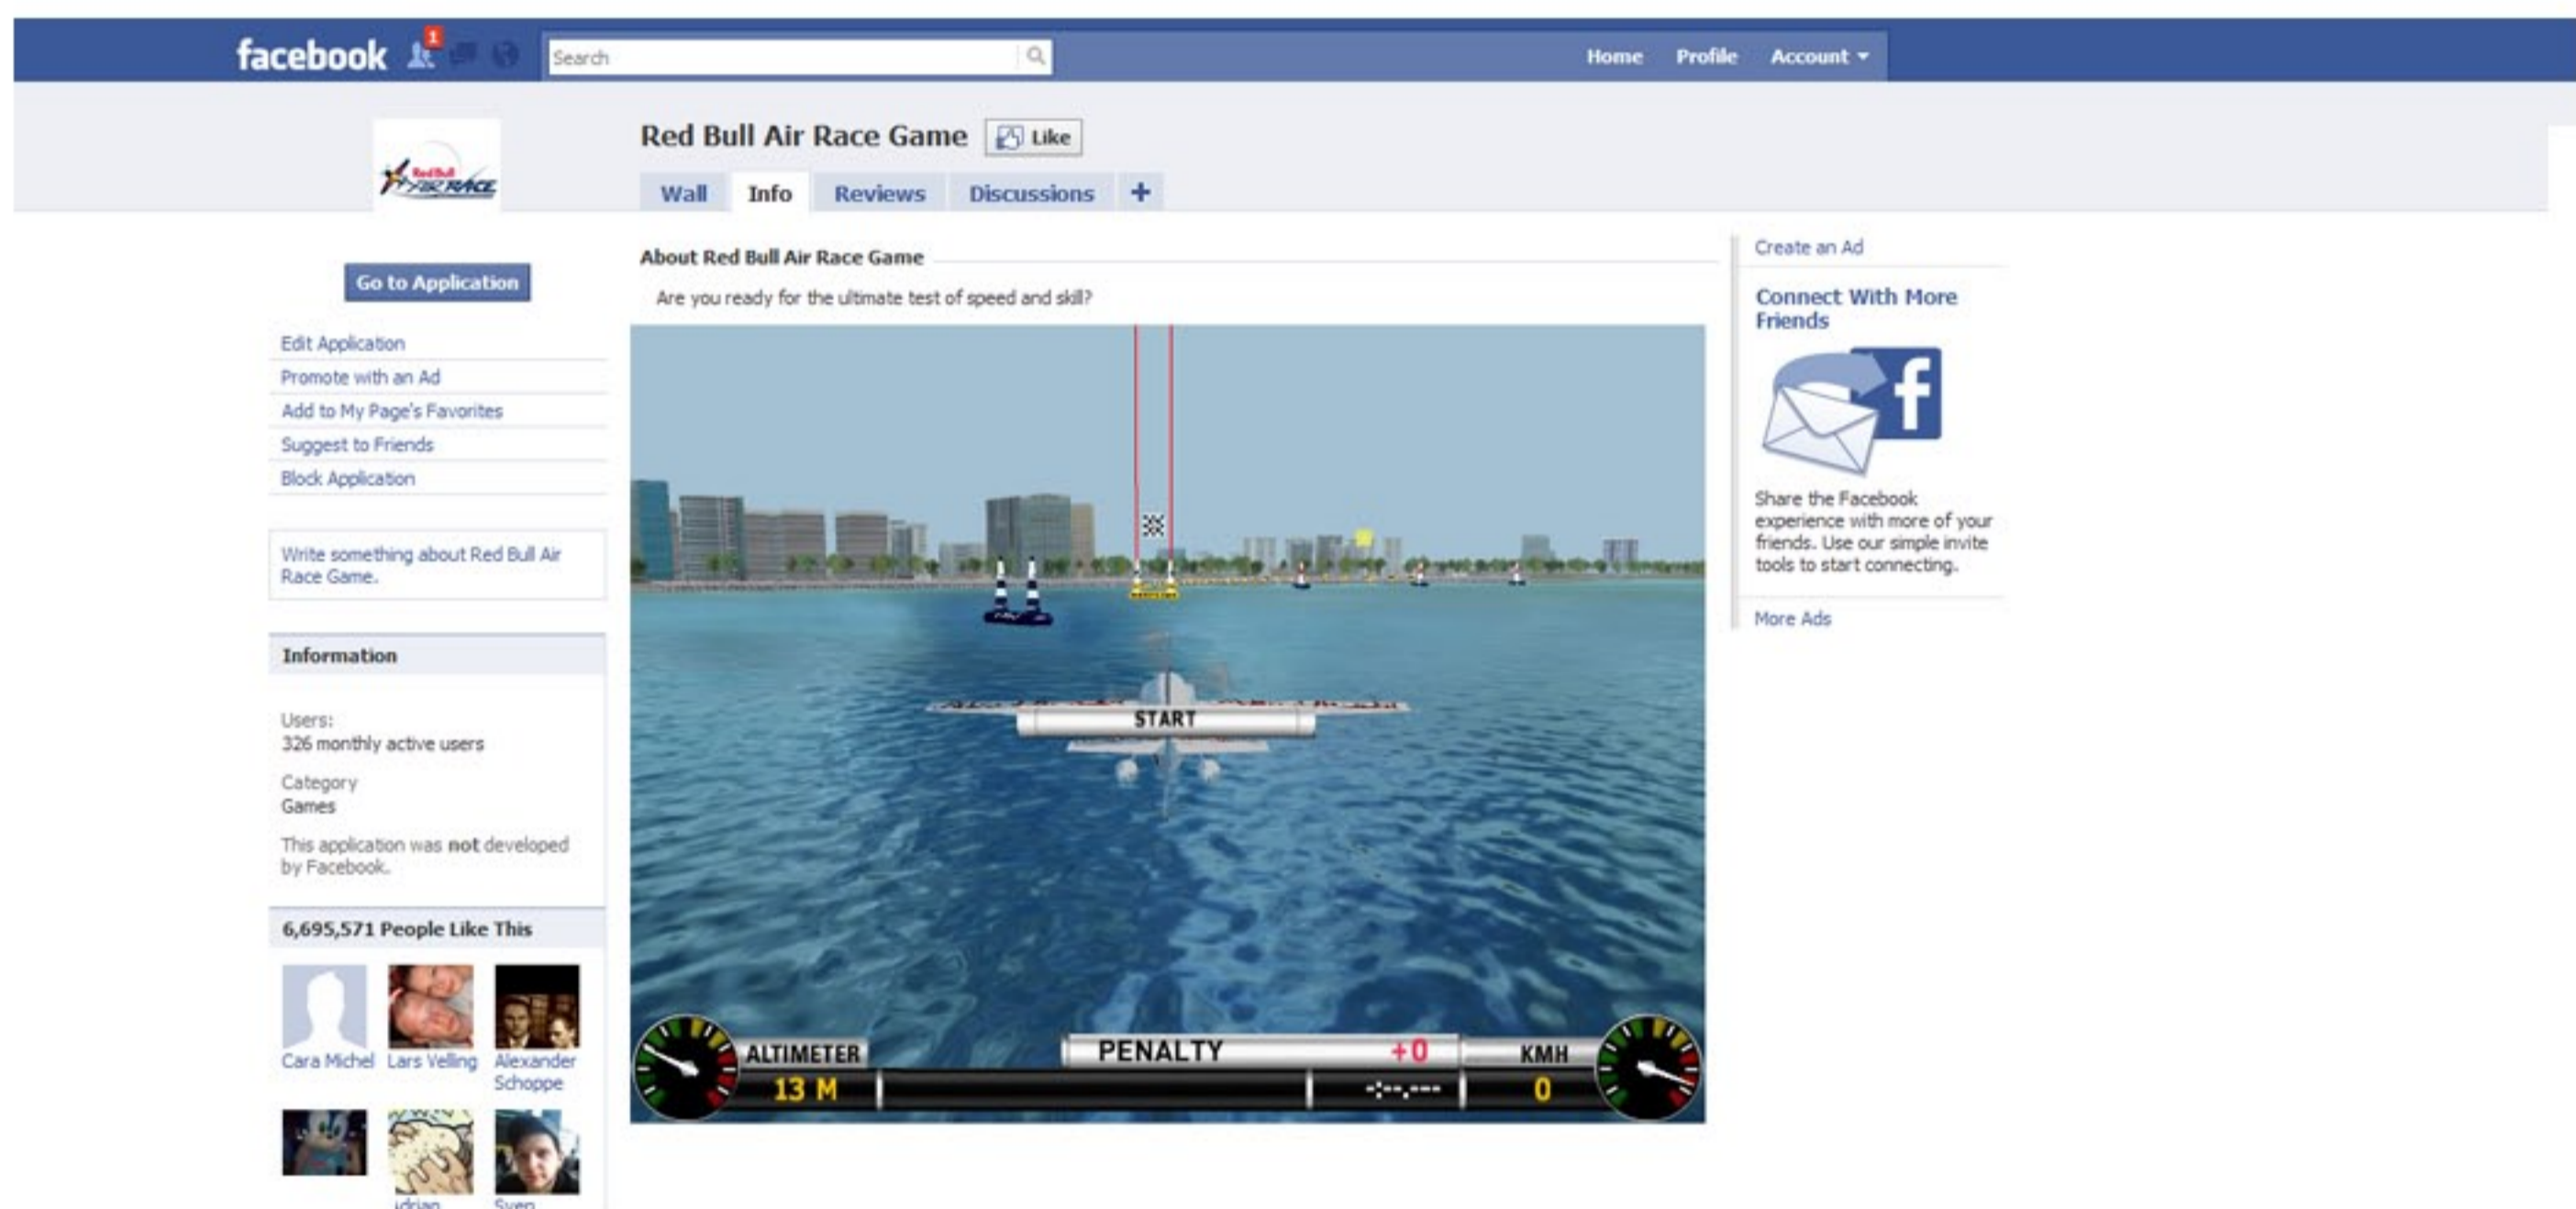 facebook
1
Search
Home Profile Account
Red Bull
AIR RACE
Red Bull Air Race Game
Like
Wall Info Reviews Discussions +
Go to Application
Edit Application
Promote with an Ad
Add to My Page's Favorites
Suggest to Friends
Block Application
Write something about Red Bull Air
Race Game.
Information
Users:
326 monthly active users
Category
Games
This application was not developed
by Facebook.
6,695,571 People Like This
Cara Michel Lars Velling Alexander
Schoppe
Adrian Sven
About Red Bull Air Race Game
Are you ready for the ultimate test of speed and skill?
START
ALTIMETER
13 M
PENALTY +0
-:--.---
KMH
0
Create an Ad
Connect With More
Friends
f
Share the Facebook
experience with more of your
friends. Use our simple invite
tools to start connecting.
More Ads